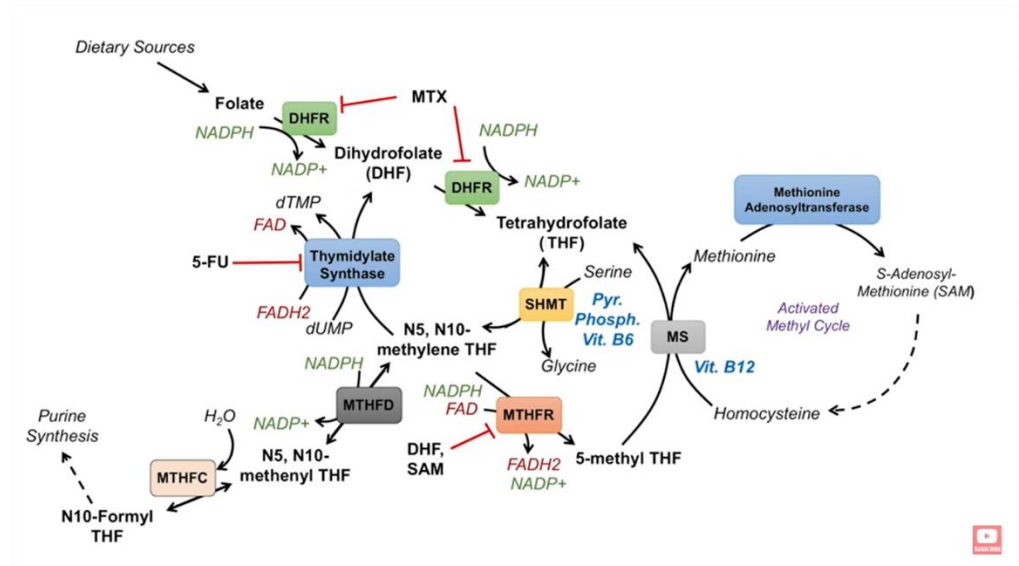 Dietary Sources
Folate
DHFR
MTX
NADPH
NADP+
Dihydrofolate
(DHF)
NADPH
DHFR
NADP+
Tetrahydrofolate
(THF)
Methionine
Adenosyltransferase
dTMP
FAD
5-FU
Thymidylate
Synthase
FADH2
dUMP
Serine
SHMT
Pyr.
Phosph.
Vit. B6
Glycine
Methionine
S-Adenosyl-
Methionine (SAM)
Activated
Methyl Cycle
MS
Vit. B12
Homocysteine
N5, N10-
methylene THF
NADPH
MTHFD
NADP+
N5, N10-
methenyl THF
NADPH
FAD
MTHFR
DHF,
SAM
FADH2
NADP+
5-methyl THF
Purine
Synthesis
H2O
MTHFC
N10-Formyl
THF
SUBSCRIBE